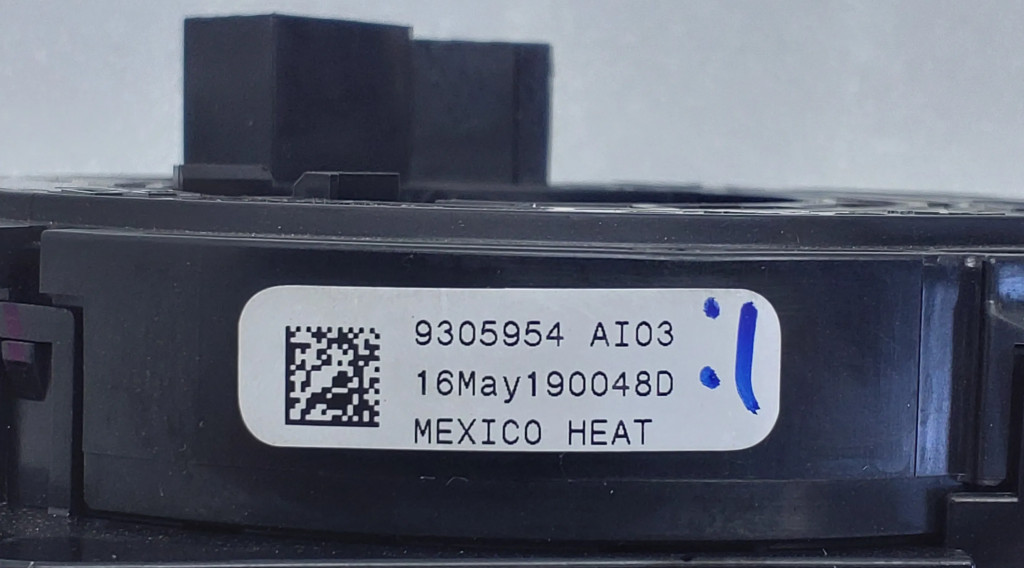 9305954 AI03
16May190048D
MEXICO HEAT
:)